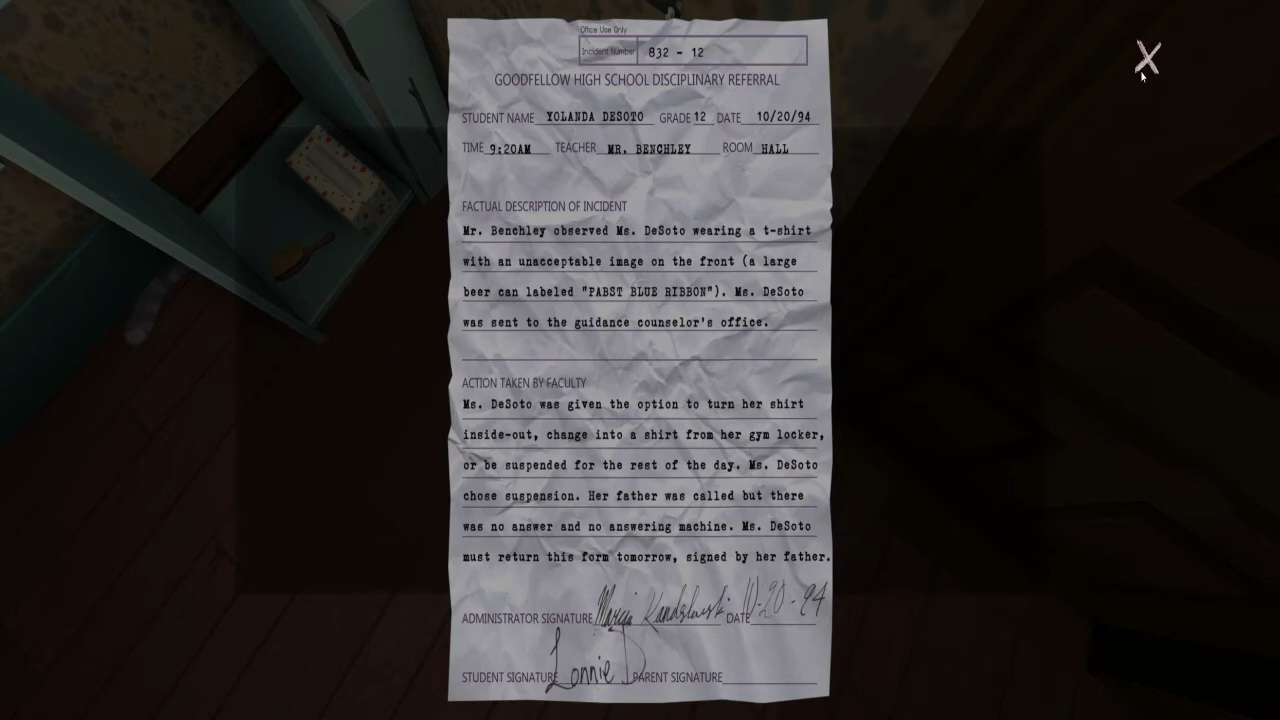 Office Use Only
Incident Number 832 - 12
GOODFELLOW HIGH SCHOOL DISCIPLINARY REFERRAL
STUDENT NAME YOLANDA DESOTO GRADE 12 DATE 10/20/94
TIME 9:20AM TEACHER MR. BENCHLEY ROOM HALL
FACTUAL DESCRIPTION OF INCIDENT
Mr. Benchley observed Ms. DeSoto wearing a t-shirt
with an unacceptable image on the front (a large
beer can labeled "PABST BLUE RIBBON"). Ms. DeSoto
was sent to the guidance counselor's office.
ACTION TAKEN BY FACULTY
Ms. DeSoto was given the option to turn her shirt
inside-out, change into a shirt from her gym locker,
or be suspended for the rest of the day. Ms. DeSoto
chose suspension. Her father was called but there
was no answer and no answering machine. Ms. DeSoto
must return this form tomorrow, signed by her father.
ADMINISTRATOR SIGNATURE DATE 10-20-94
STUDENT SIGNATURE Lonnie D PARENT SIGNATURE